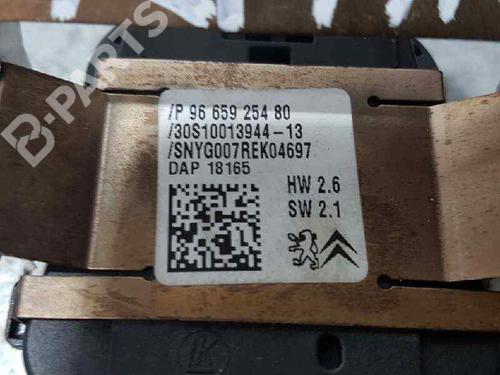 B-PARTS
/P 96 659 254 80
/30S10013944-13
/SNYG007REK04697
DAP 18165
HW 2.6
SW 2.1